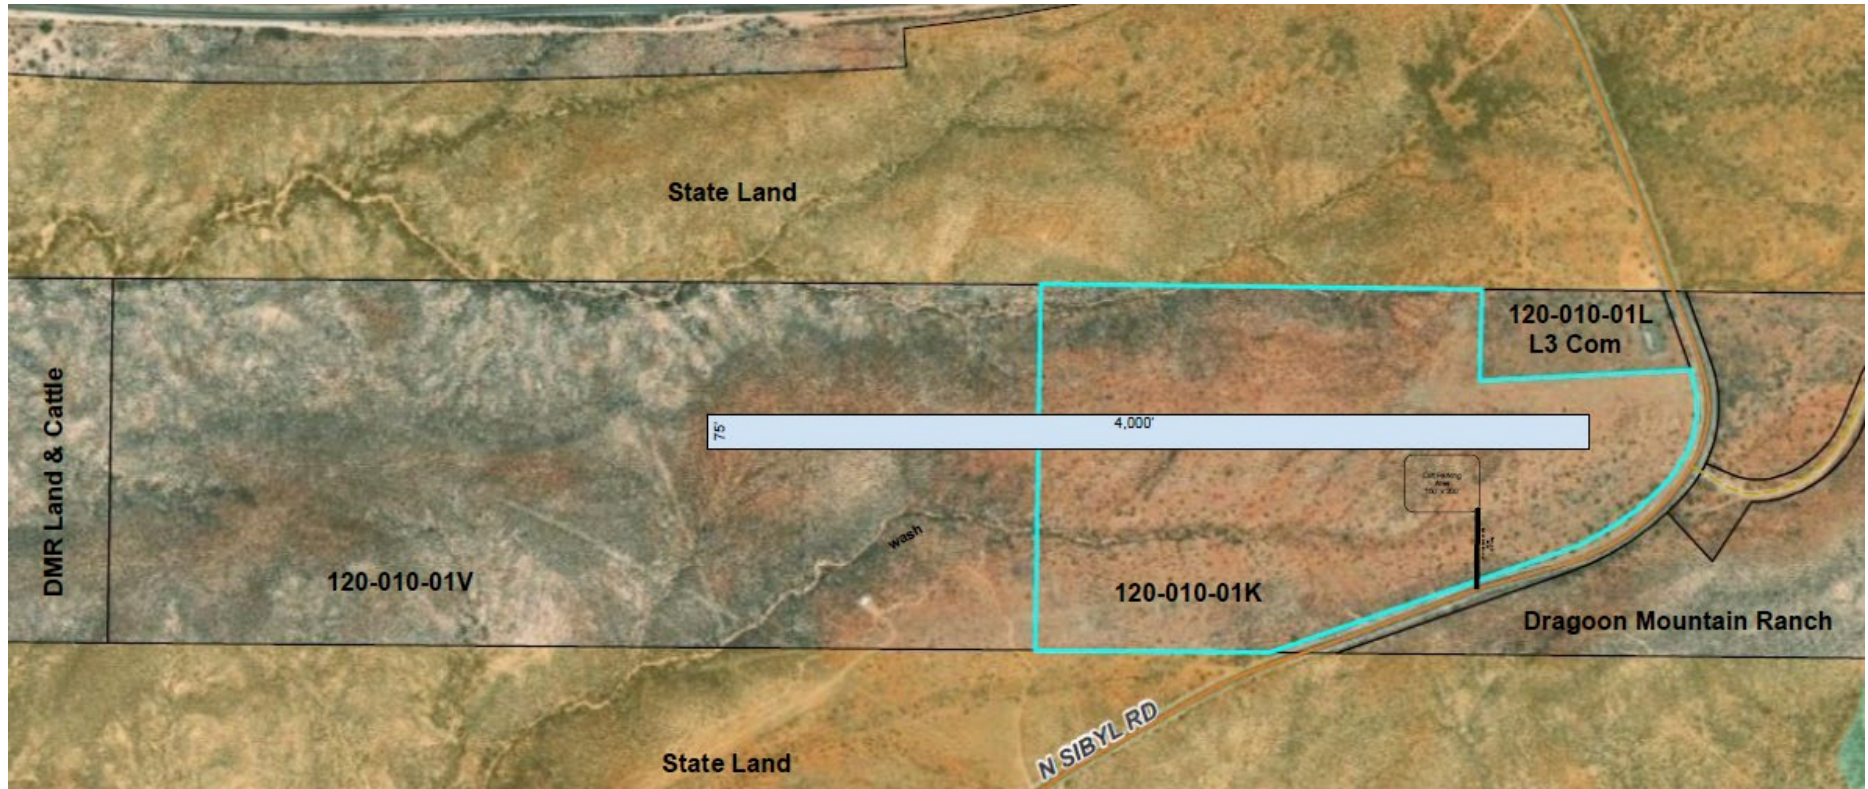 State Land
120-010-01L
L3 Com
DMR Land & Cattle
75'
4,000'
wash
120-010-01V
120-010-01K
Dragoon Mountain Ranch
N SIBYL RD
State Land